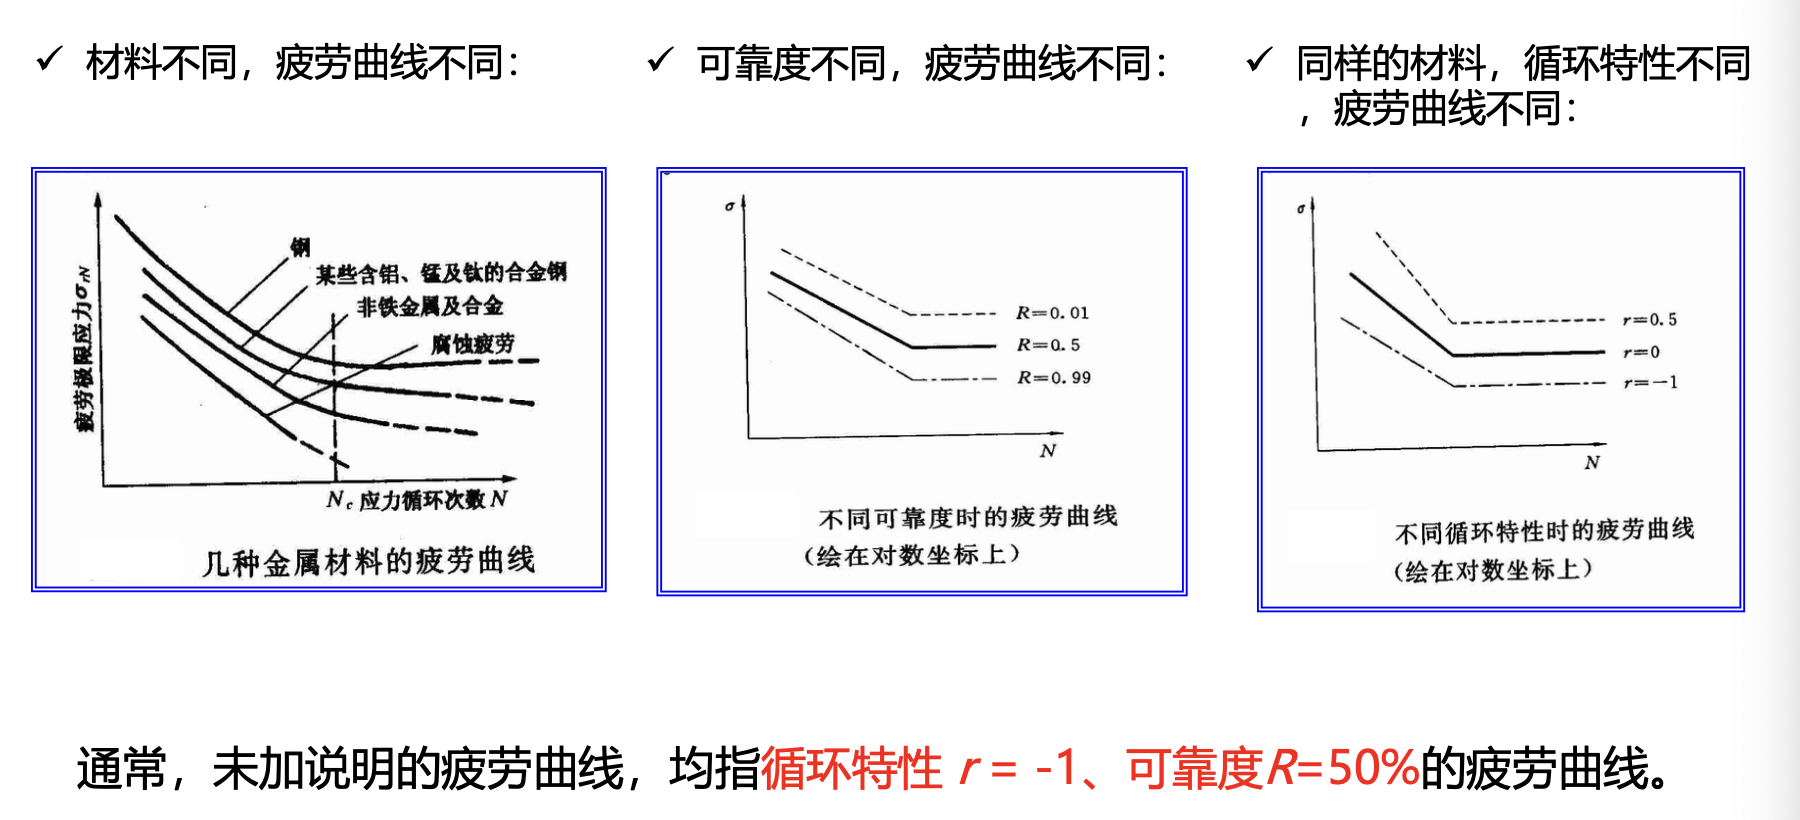 ✓ 材料不同，疲劳曲线不同：
✓ 可靠度不同，疲劳曲线不同：
✓ 同样的材料，循环特性不同
，疲劳曲线不同：
疲劳极限应力σrN
钢
某些含铝、锰及钛的合金钢
非铁金属及合金
腐蚀疲劳
Nc 应力循环次数 N
几种金属材料的疲劳曲线
σ
R=0.01
R=0.5
R=0.99
N
不同可靠度时的疲劳曲线
（绘在对数坐标上）
σ
r=0.5
r=0
r=-1
N
不同循环特性时的疲劳曲线
（绘在对数坐标上）
通常，未加说明的疲劳曲线，均指循环特性 r = -1、可靠度R=50%的疲劳曲线。